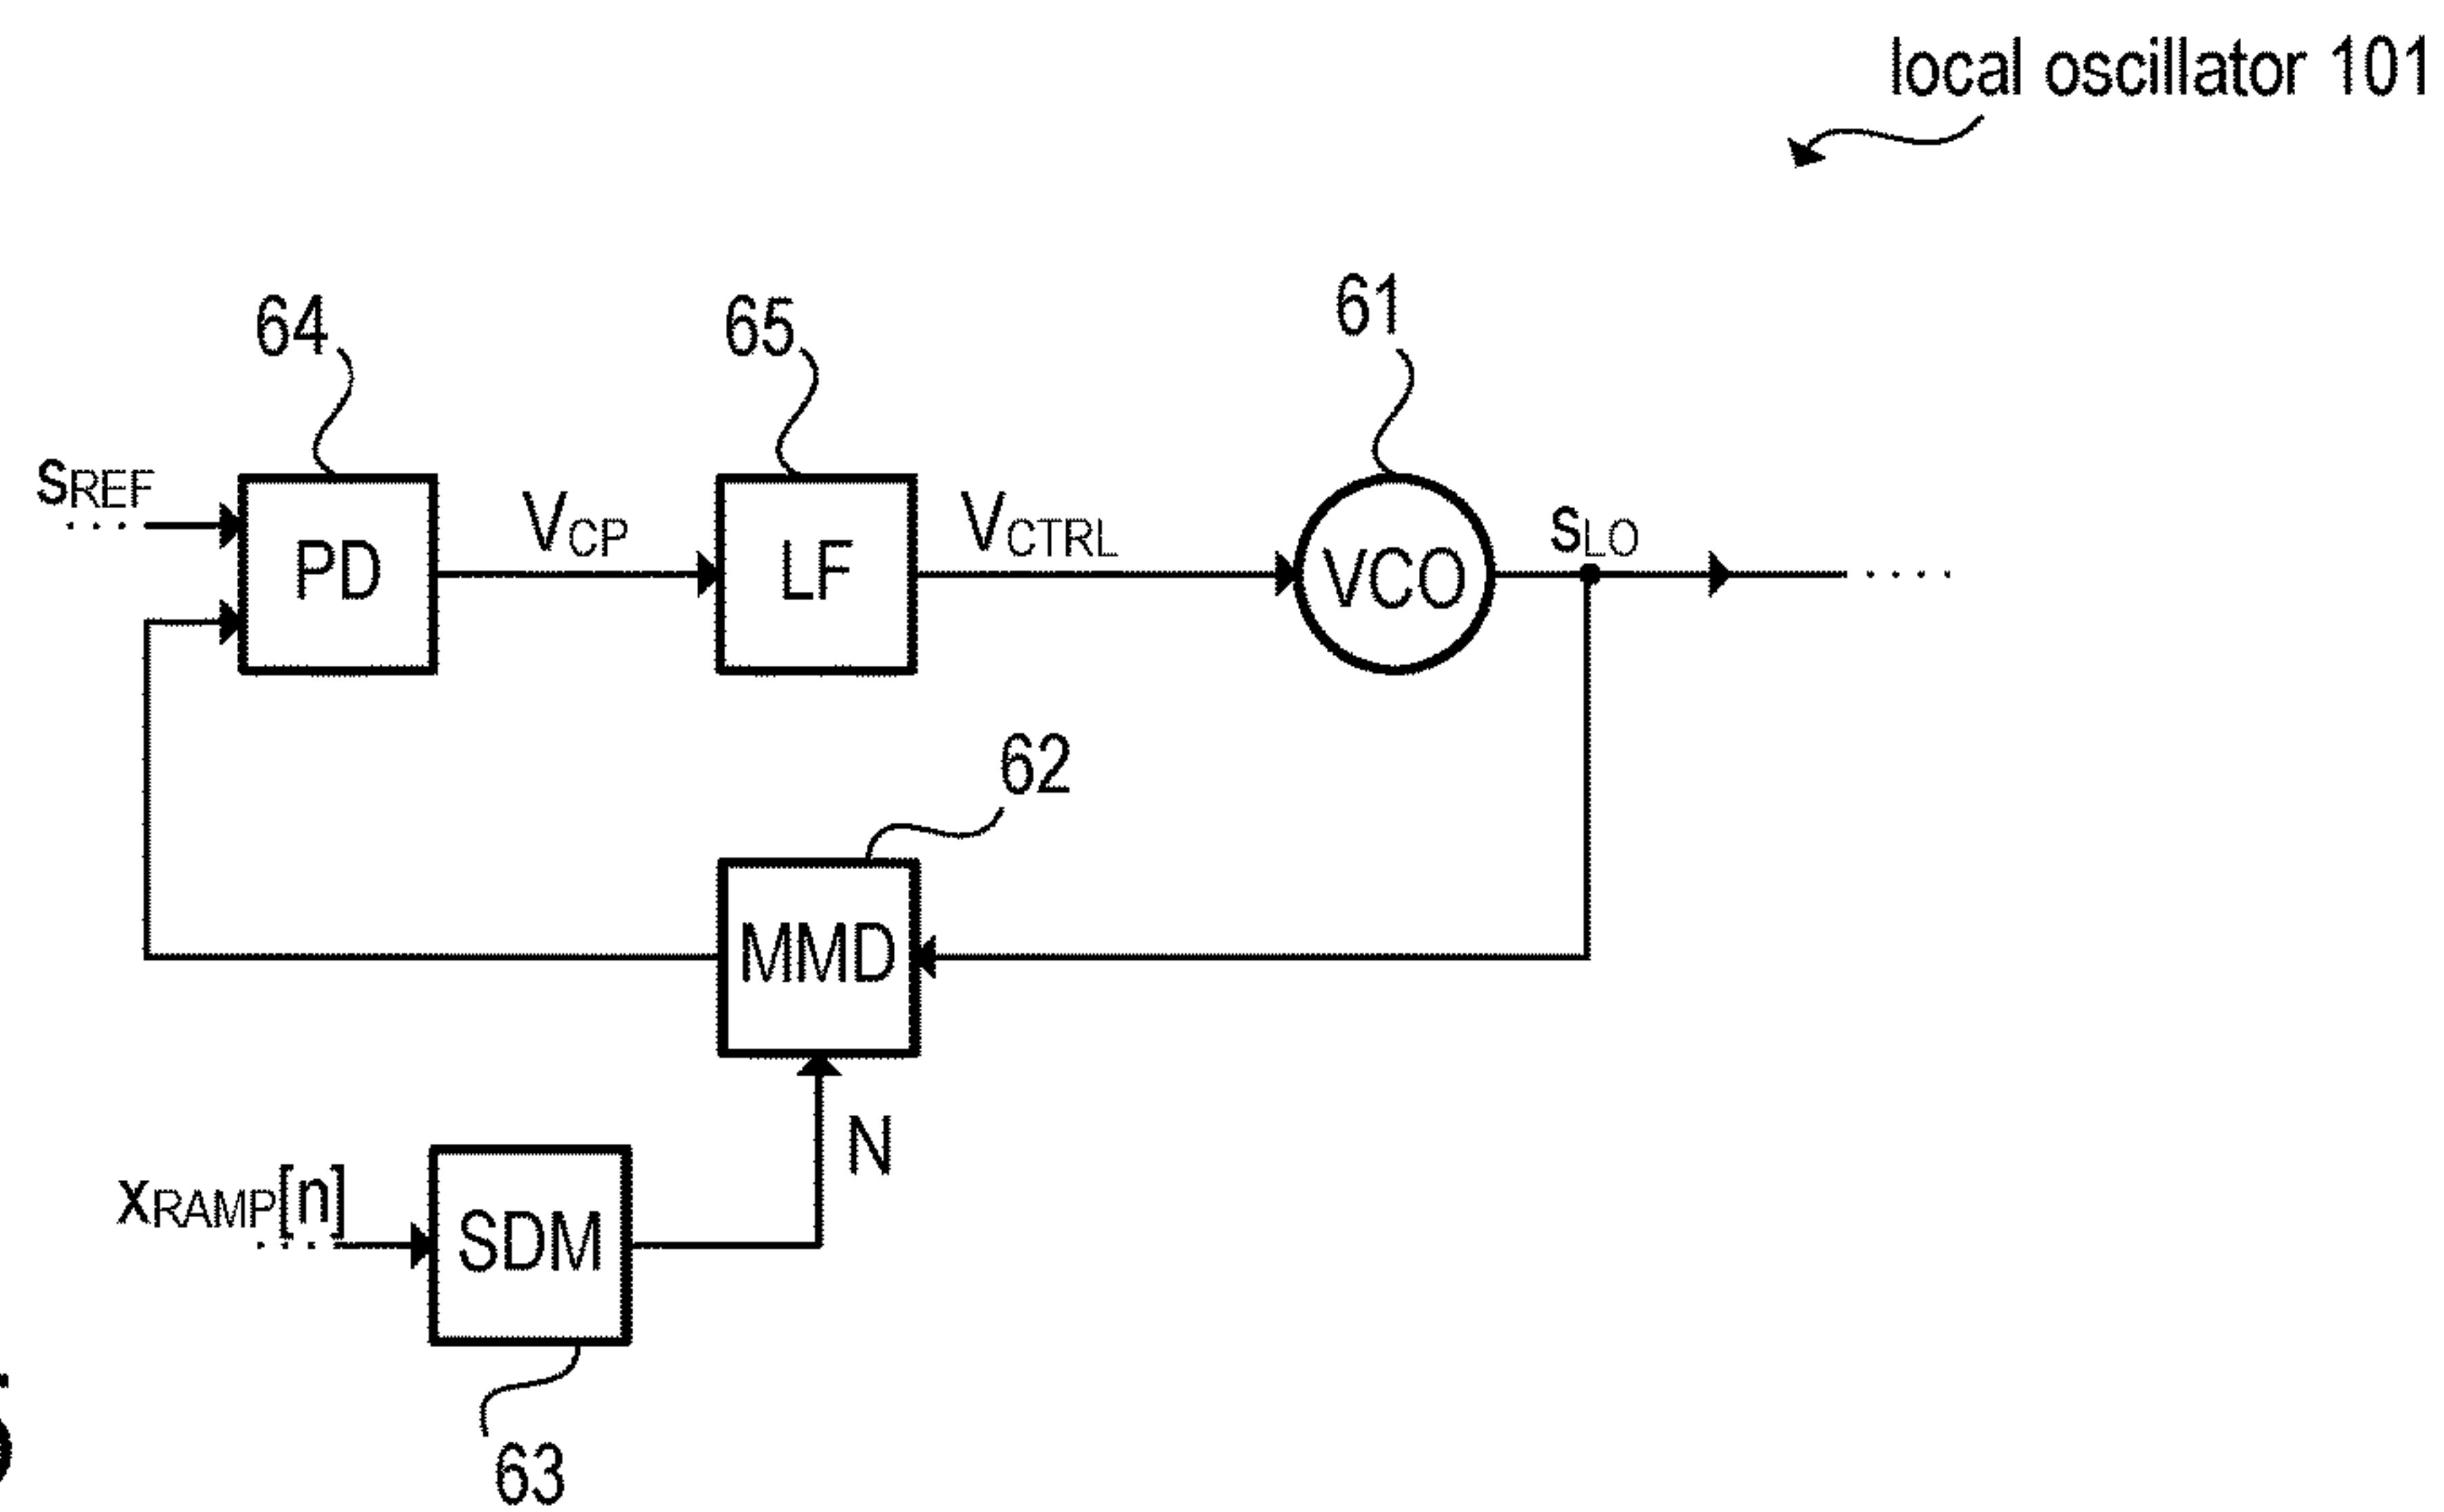 local oscillator 101
64
65
61
sREF
PD
VCP
LF
VCTRL
VCO
sLO
62
MMD
N
xRAMP[n]
SDM
63